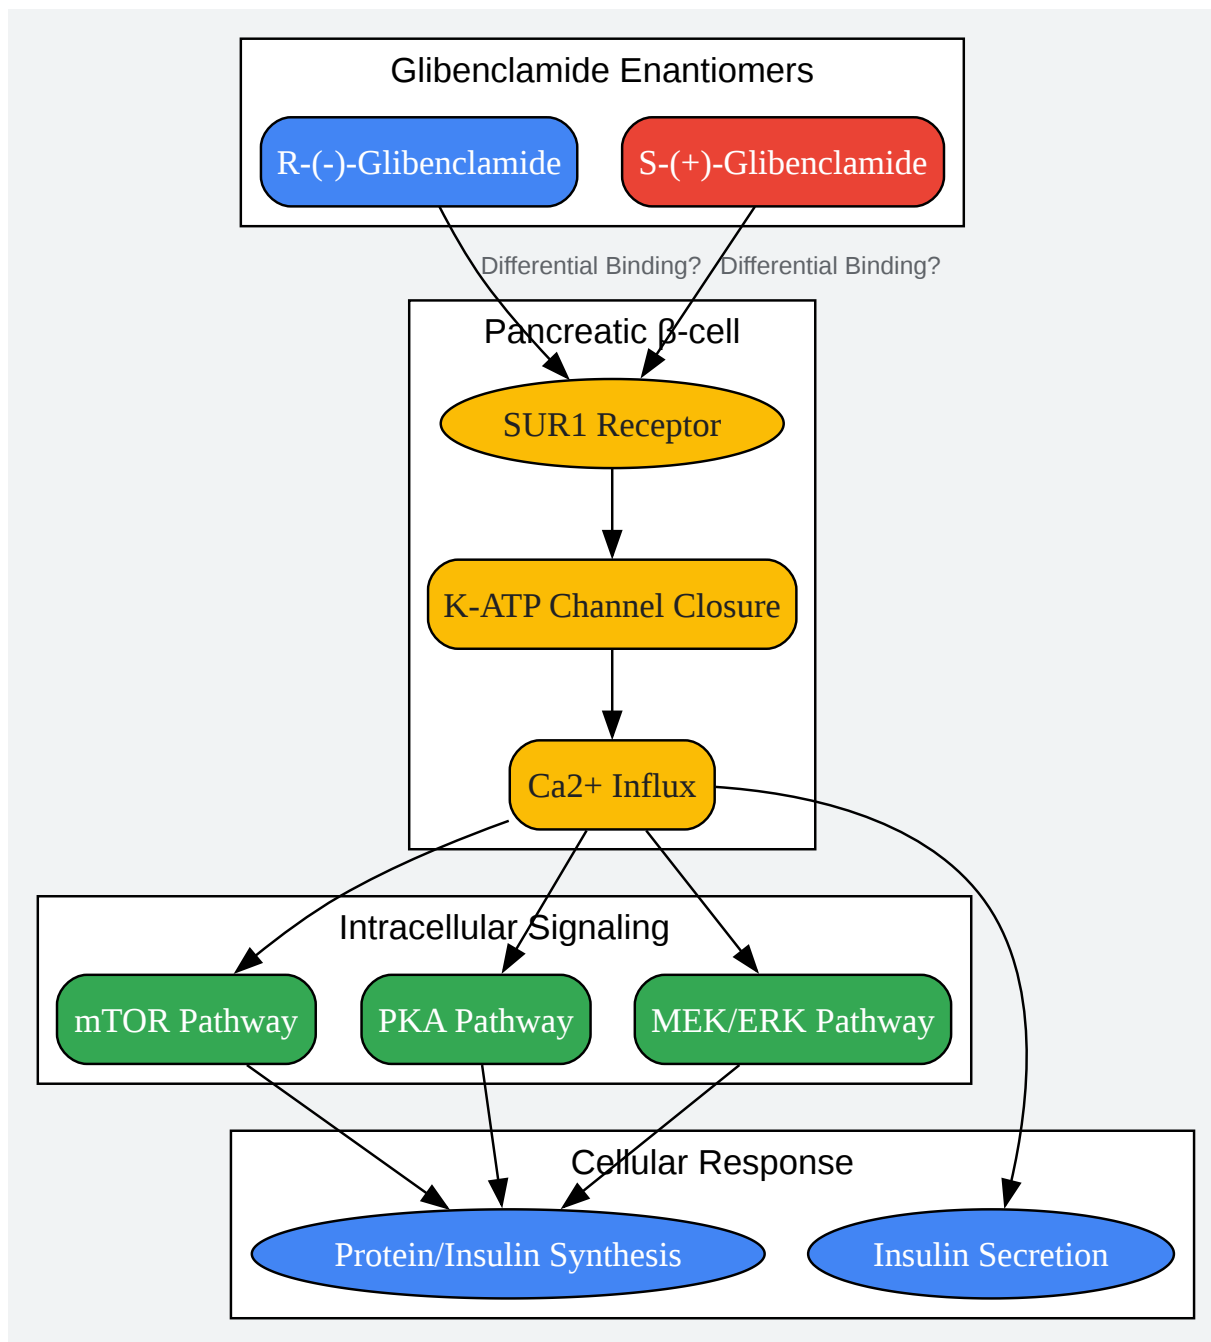 Glibenclamide Enantiomers
R-(-)-Glibenclamide
S-(+)-Glibenclamide
Differential Binding?
Differential Binding?
Pancreatic β-cell
SUR1 Receptor
K-ATP Channel Closure
Ca2+ Influx
Intracellular Signaling
mTOR Pathway
PKA Pathway
MEK/ERK Pathway
Cellular Response
Protein/Insulin Synthesis
Insulin Secretion